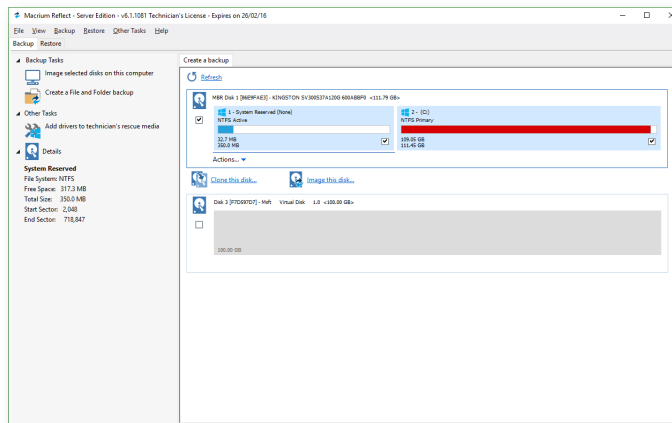 Macrium Reflect - Server Edition - v6.1.1081 Technician's License - Expires on 26/02/16
File View Backup Restore Other Tasks Help
Backup Restore
Backup Tasks
Image selected disks on this computer
Create a File and Folder backup
Other Tasks
Add drivers to technician's rescue media
Details
System Reserved
File System: NTFS
Free Space: 317.3 MB
Total Size: 350.0 MB
Start Sector: 2,048
End Sector: 718,847
Create a backup
Refresh
MBR Disk 1 [86E9FAE3] - KINGSTON SV300S37A120G 600ABBF0 <111.79 GB>
1 - System Reserved (None)
NTFS Active
32.7 MB
350.0 MB
2 - (C:)
NTFS Primary
109.05 GB
111.45 GB
Actions...
Clone this disk... Image this disk...
Disk 3 [F7D597D7] - Msft Virtual Disk 1.0 <100.00 GB>
100.00 GB